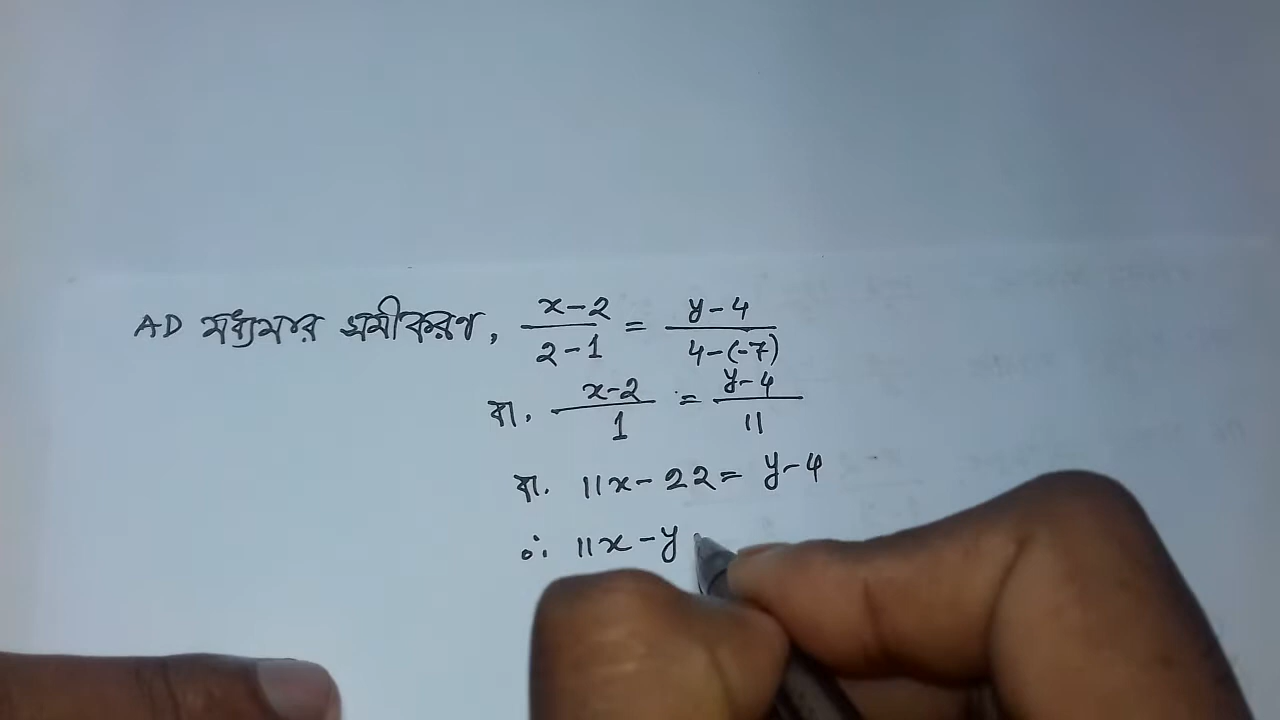 AD মধ্যমার সমীকরণ, x-2/2-1 = y-4/4-(-7)
বা, x-2/1 = y-4/11
বা, 11x-22 = y-4
∴ 11x-y